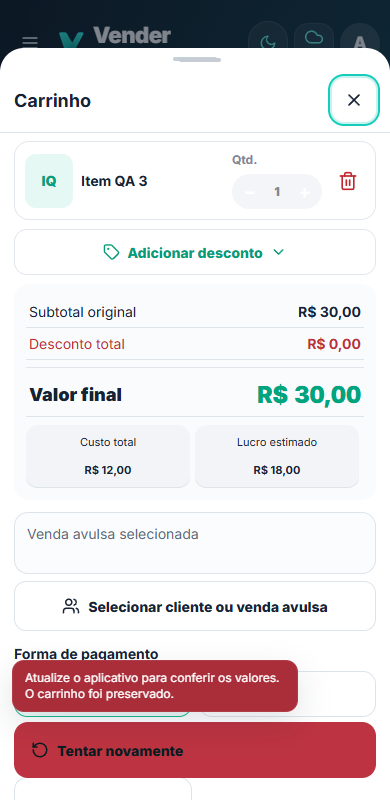 Vender
A
Carrinho
IQ
Item QA 3
Qtd.
1
Adicionar desconto
Subtotal original
R$ 30,00
Desconto total
R$ 0,00
Valor final
R$ 30,00
Custo total
R$ 12,00
Lucro estimado
R$ 18,00
Venda avulsa selecionada
Selecionar cliente ou venda avulsa
Forma de pagamento
Atualize o aplicativo para conferir os valores.
O carrinho foi preservado.
Tentar novamente